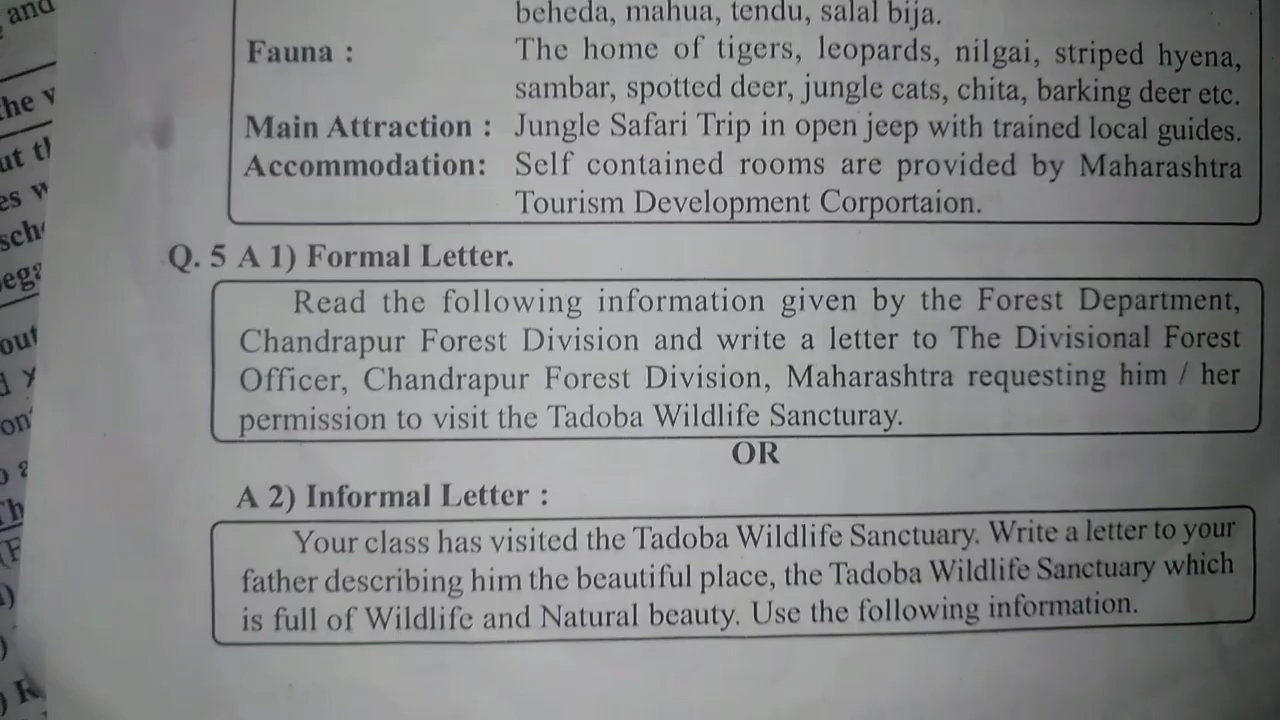 and
beheda, mahua, tendu, salal bija.
Fauna : The home of tigers, leopards, nilgai, striped hyena,
sambar, spotted deer, jungle cats, chita, barking deer etc.
Main Attraction : Jungle Safari Trip in open jeep with trained local guides.
Accommodation: Self contained rooms are provided by Maharashtra
Tourism Development Corportaion.
Q. 5 A 1) Formal Letter.
Read the following information given by the Forest Department,
Chandrapur Forest Division and write a letter to The Divisional Forest
Officer, Chandrapur Forest Division, Maharashtra requesting him / her
permission to visit the Tadoba Wildlife Sancturay.
OR
A 2) Informal Letter :
Your class has visited the Tadoba Wildlife Sanctuary. Write a letter to your
father describing him the beautiful place, the Tadoba Wildlife Sanctuary which
is full of Wildlife and Natural beauty. Use the following information.